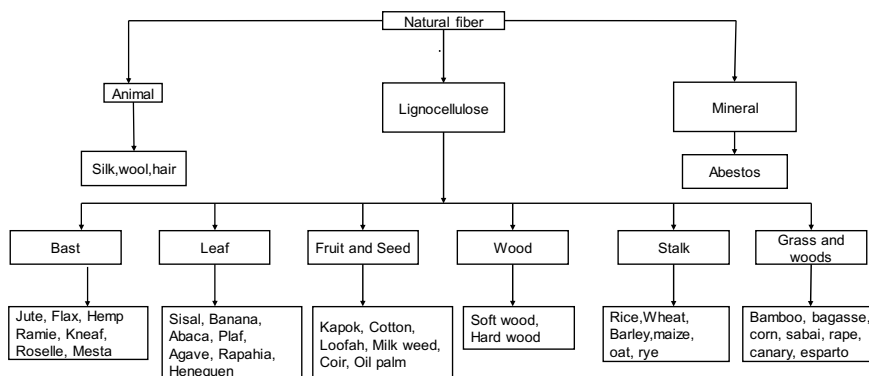 Natural fiber
Animal
Lignocellulose
Mineral
Silk,wool,hair
Abestos
Bast
Leaf
Fruit and Seed
Wood
Stalk
Grass and
woods
Jute, Flax, Hemp
Ramie, Kneaf,
Roselle, Mesta
Sisal, Banana,
Abaca, Plaf,
Agave, Rapahia,
Henequen
Kapok, Cotton,
Loofah, Milk weed,
Coir, Oil palm
Soft wood,
Hard wood
Rice,Wheat,
Barley,maize,
oat, rye
Bamboo, bagasse,
corn, sabai, rape,
canary, esparto